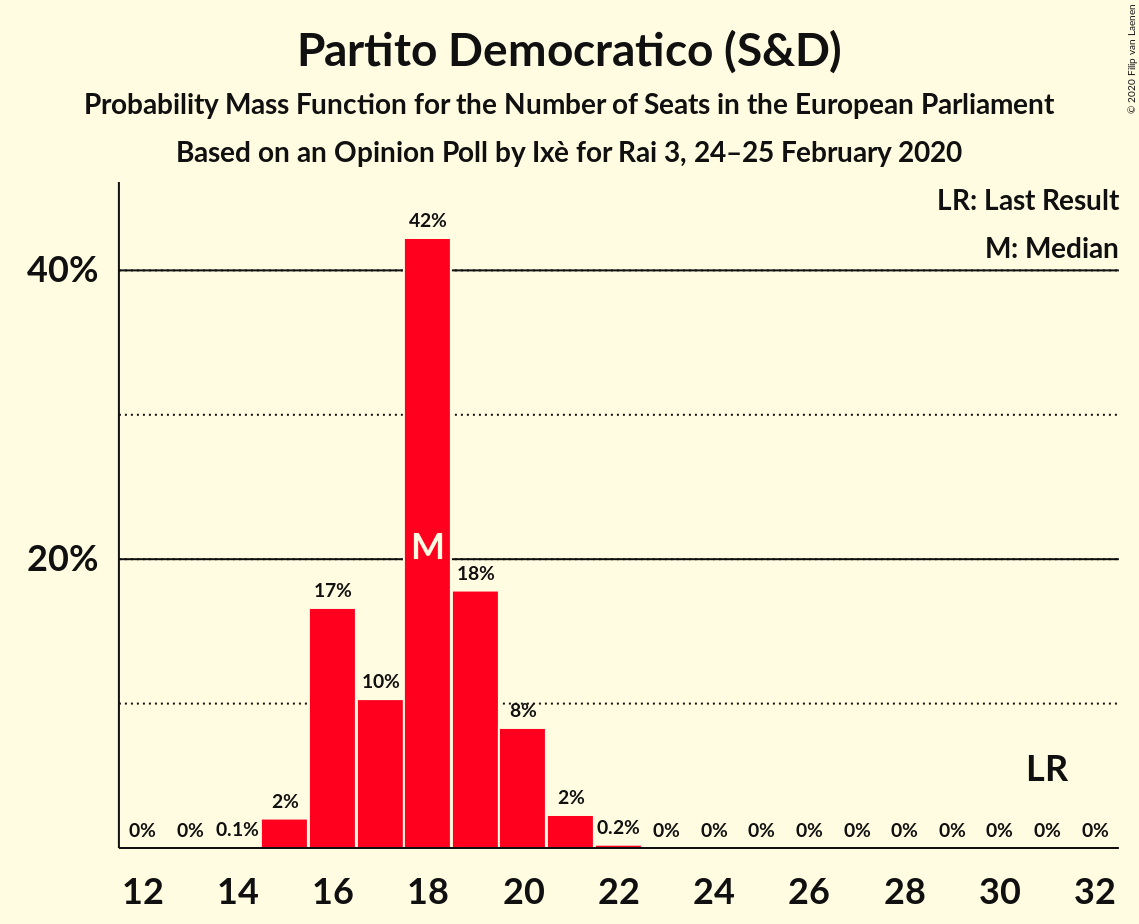 Partito Democratico (S&D)
Probability Mass Function for the Number of Seats in the European Parliament
Based on an Opinion Poll by Ixè for Rai 3, 24–25 February 2020
© 2020 Filip van Laenen
LR: Last Result
M: Median
40%
20%
0% 0% 0.1% 2% 17% 10% 42% 18% 8% 2% 0.2% 0% 0% 0% 0% 0% 0% 0% 0% 0% 0%
M
LR
12 14 16 18 20 22 24 26 28 30 32